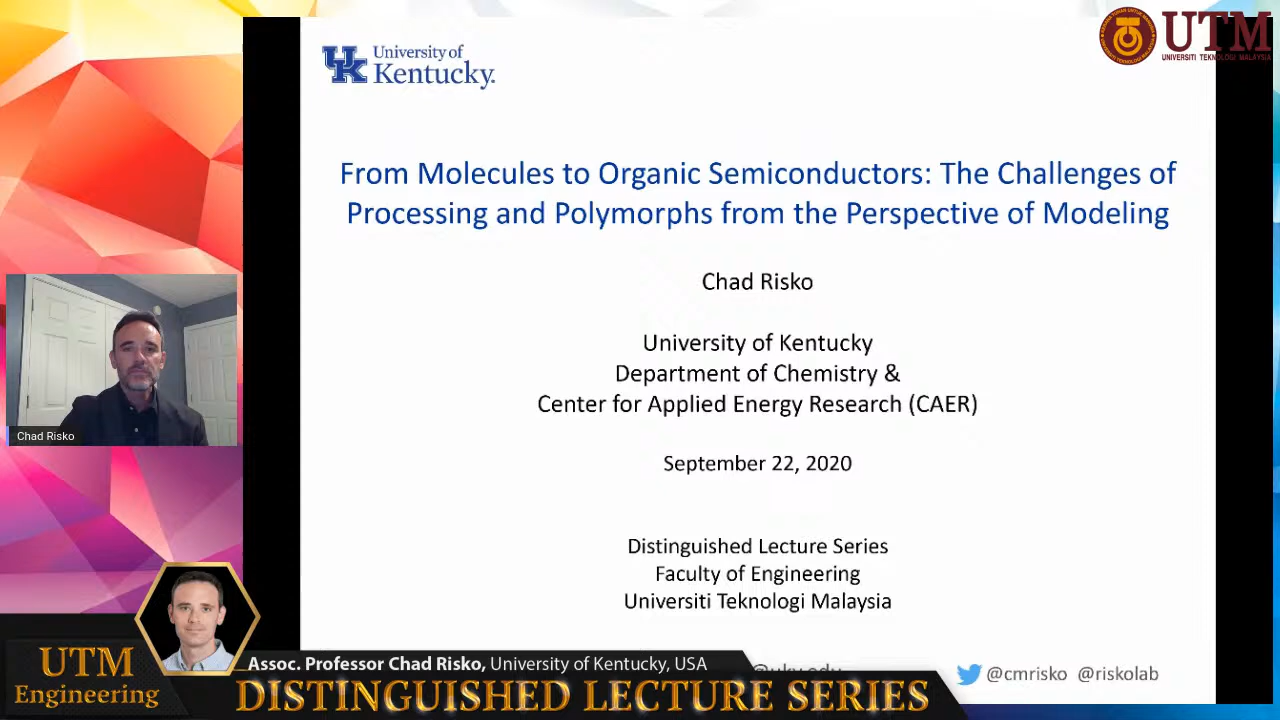 University of
Kentucky.
UTM
UNIVERSITI TEKNOLOGI MALAYSIA
From Molecules to Organic Semiconductors: The Challenges of
Processing and Polymorphs from the Perspective of Modeling
Chad Risko
University of Kentucky
Department of Chemistry &
Center for Applied Energy Research (CAER)
September 22, 2020
Distinguished Lecture Series
Faculty of Engineering
Universiti Teknologi Malaysia
@uky.edu
@cmrisko @risklab
Chad Risko
UTM
Engineering
Assoc. Professor Chad Risko, University of Kentucky, USA
DISTINGUISHED LECTURE SERIES